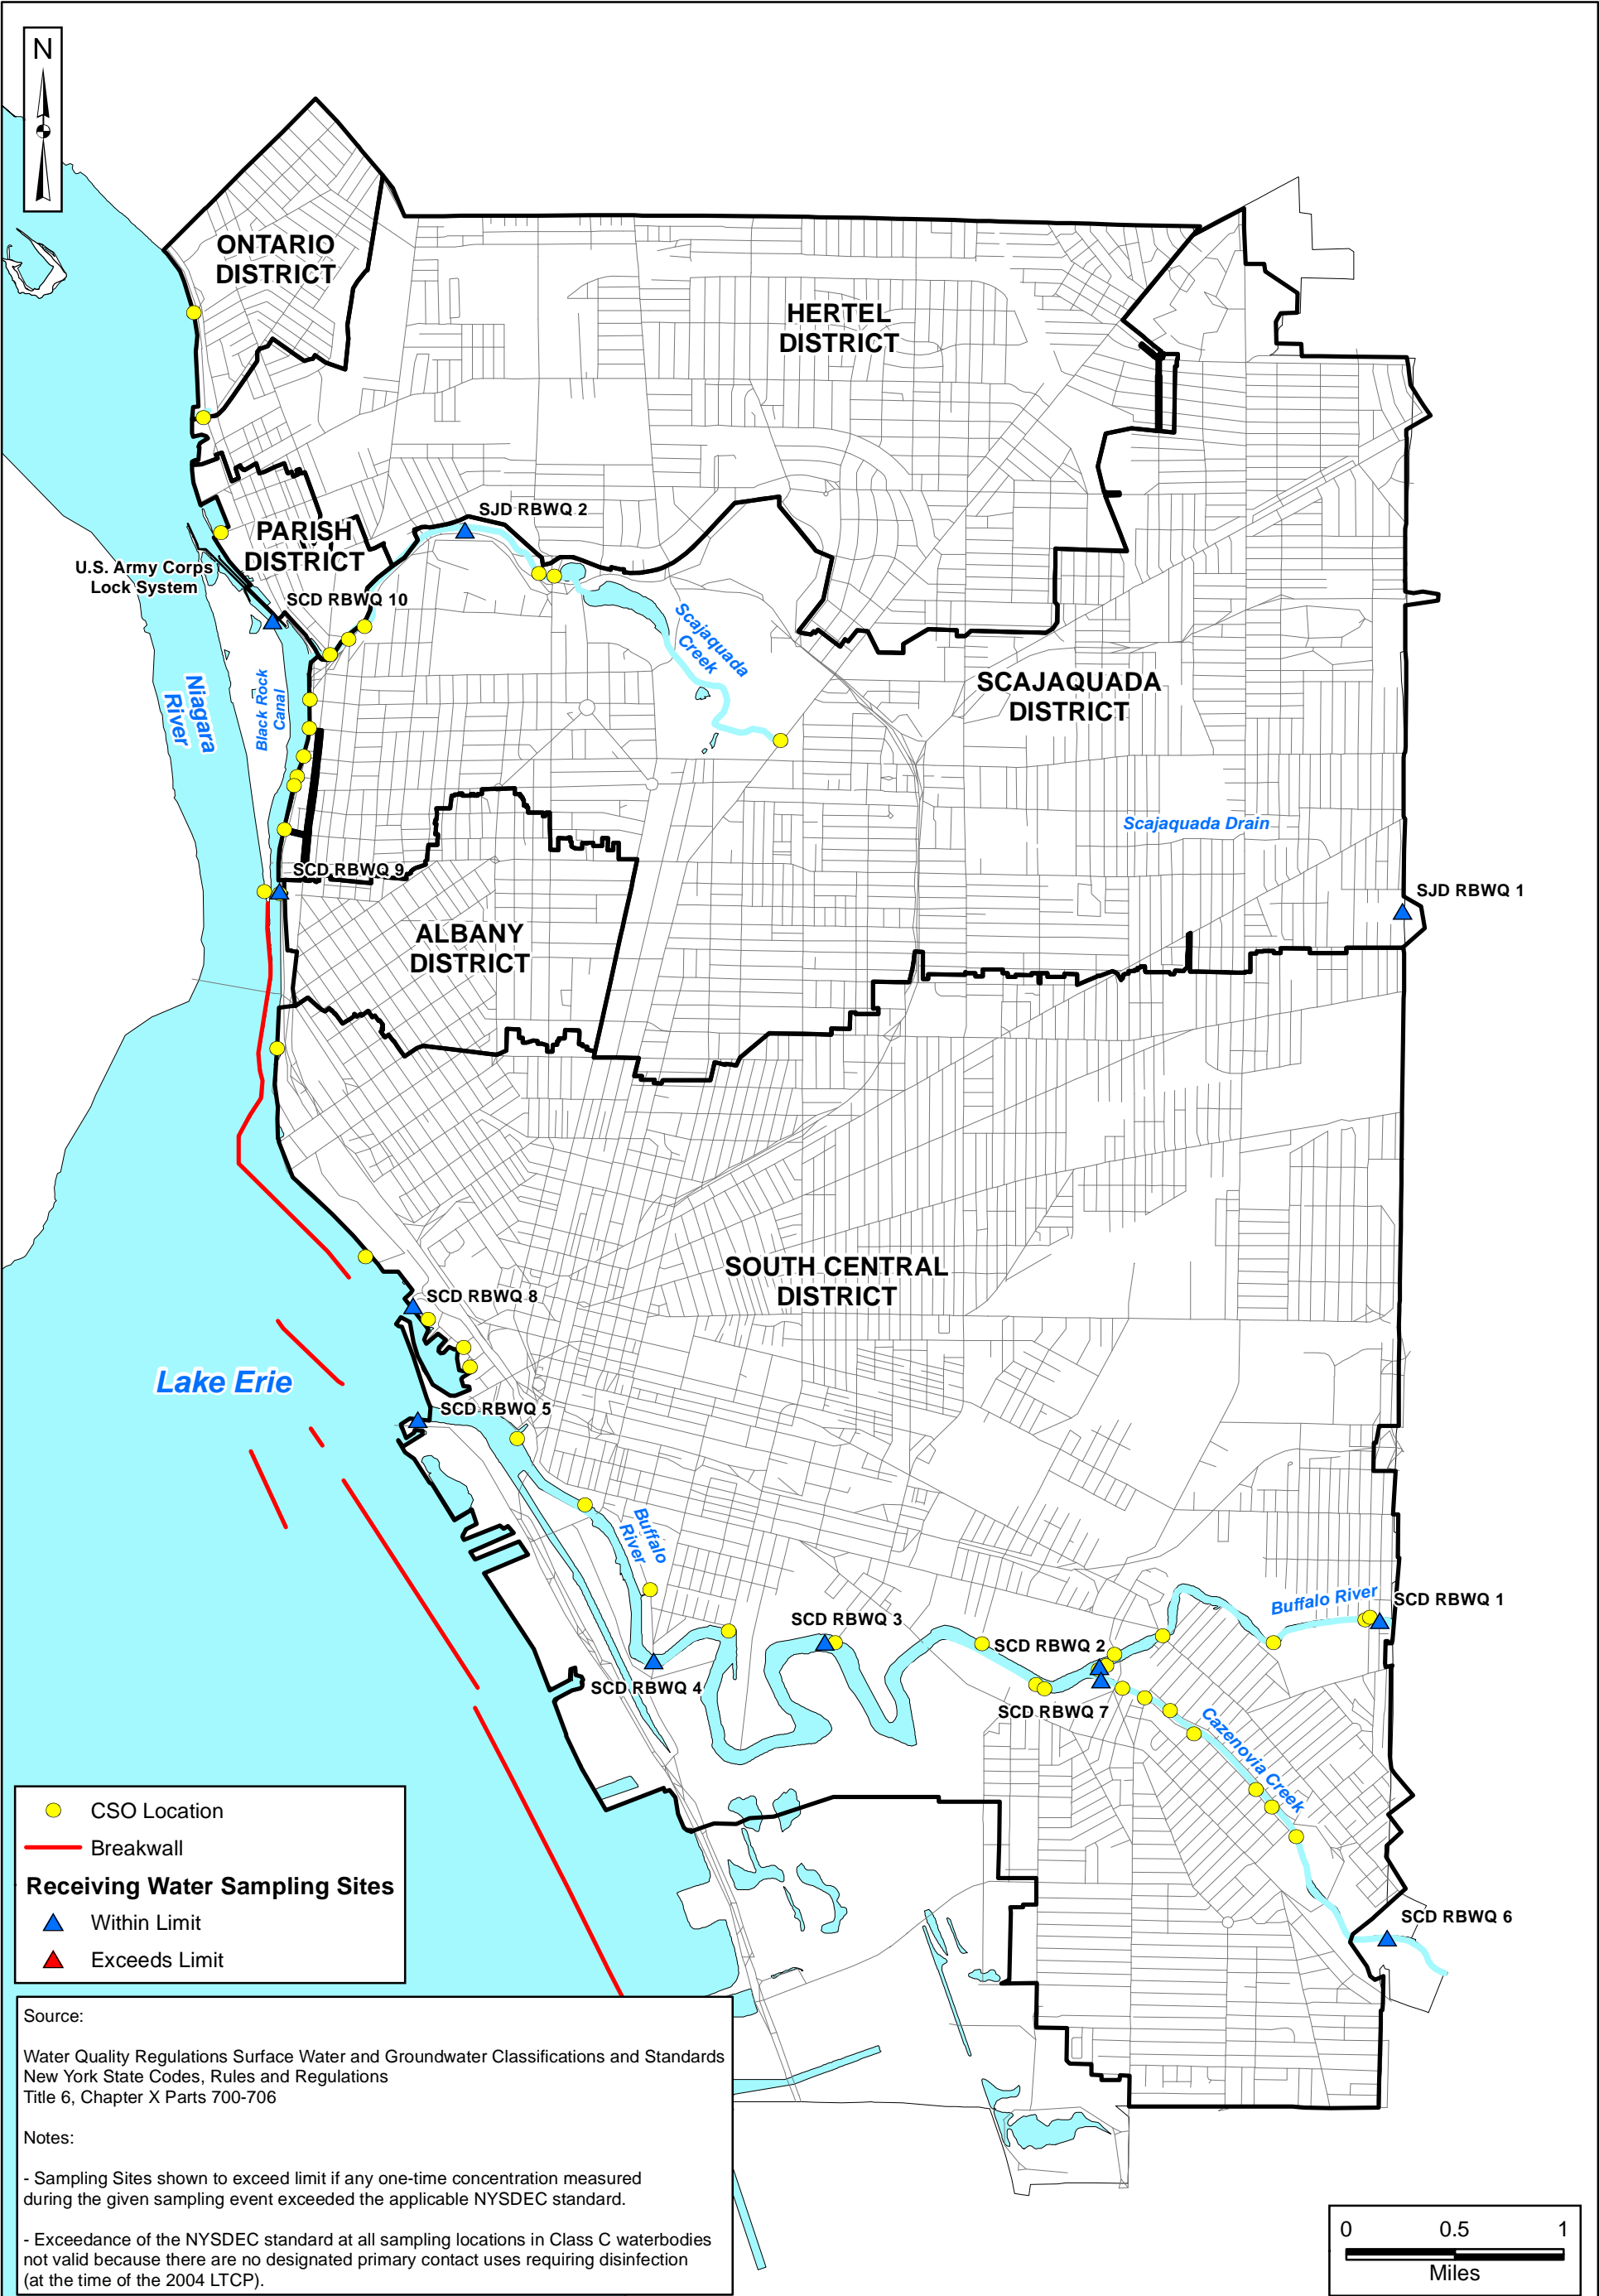 N
ONTARIO
DISTRICT
HERTEL
DISTRICT
SJD RBWQ 2
PARISH
DISTRICT
U.S. Army Corps
Lock System
SCD RBWQ 10
Scajaquada
Creek
Niagara
River
Black Rock
Canal
SCAJAQUADA
DISTRICT
Scajaquada Drain
SCD RBWQ 9
SJD RBWQ 1
ALBANY
DISTRICT
SOUTH CENTRAL
DISTRICT
SCD RBWQ 8
Lake Erie
SCD RBWQ 5
Buffalo
River
Buffalo River
SCD RBWQ 1
SCD RBWQ 3
SCD RBWQ 2
SCD RBWQ 4
SCD RBWQ 7
Cazenovia Creek
SCD RBWQ 6
CSO Location
Breakwall
Receiving Water Sampling Sites
Within Limit
Exceeds Limit
Source:
Water Quality Regulations Surface Water and Groundwater Classifications and Standards
New York State Codes, Rules and Regulations
Title 6, Chapter X Parts 700-706
Notes:
- Sampling Sites shown to exceed limit if any one-time concentration measured
during the given sampling event exceeded the applicable NYSDEC standard.
- Exceedance of the NYSDEC standard at all sampling locations in Class C waterbodies
not valid because there are no designated primary contact uses requiring disinfection
(at the time of the 2004 LTCP).
0 0.5 1
Miles